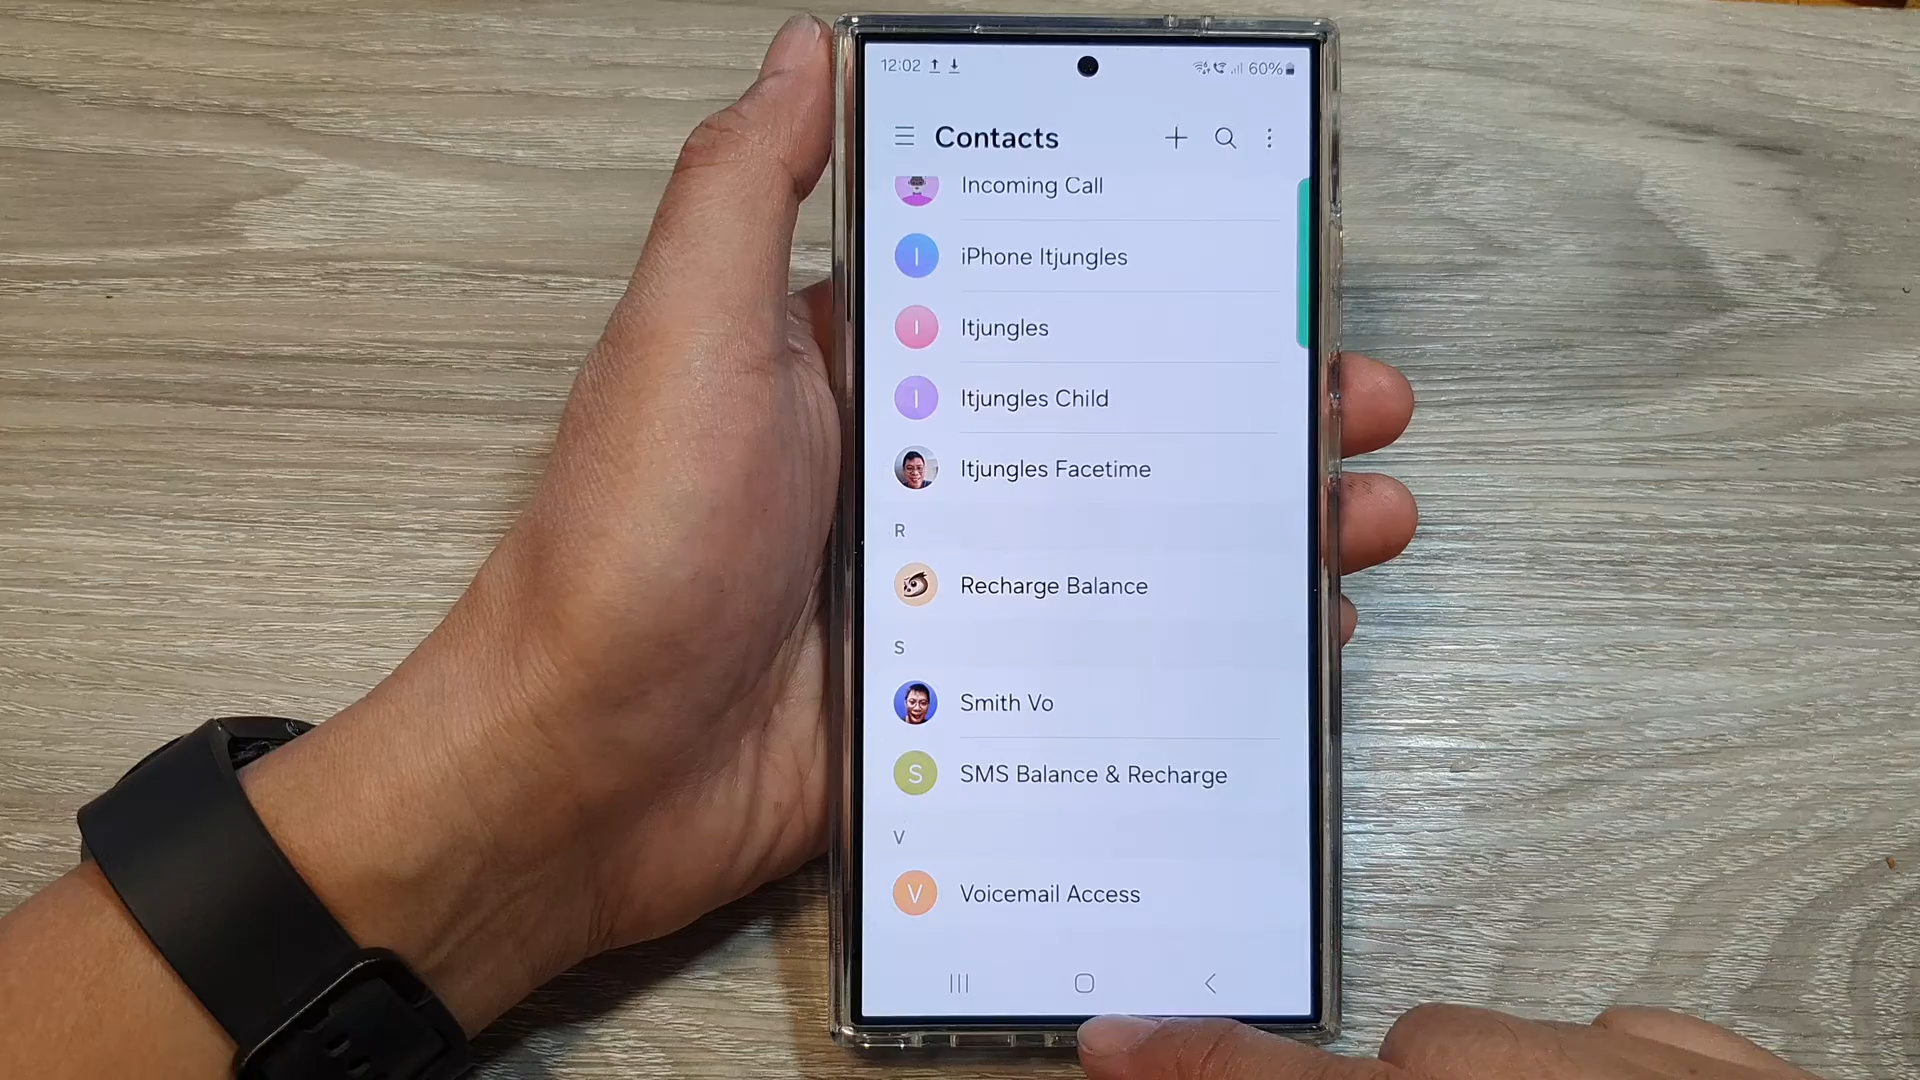 12:02 60%
Contacts
Incoming Call
I iPhone Itjungles
I Itjungles
I Itjungles Child
Itjungles Facetime
R
Recharge Balance
S
Smith Vo
S SMS Balance & Recharge
V
V Voicemail Access